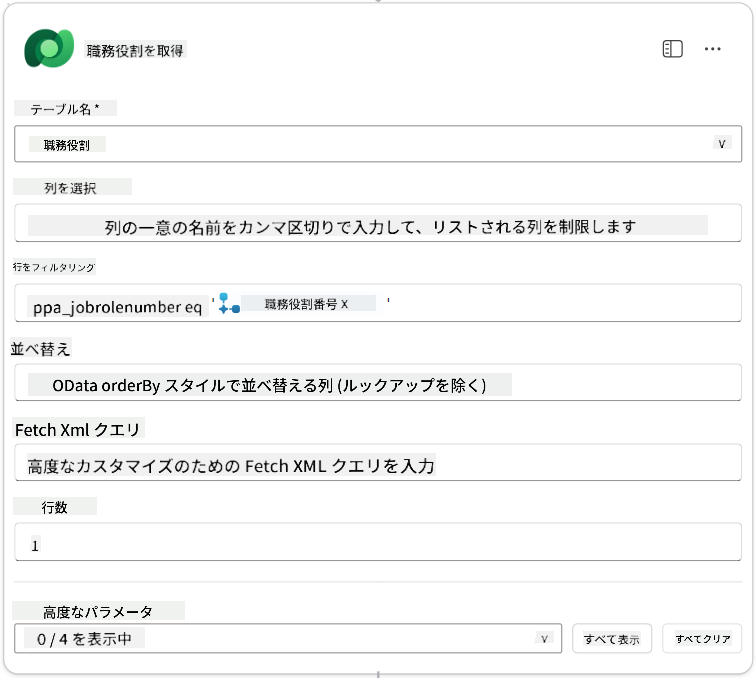 職務役割を取得
テーブル名 *
職務役割
列を選択
列の一意の名前をカンマ区切りで入力して、リストされる列を制限します
行をフィルタリング
ppa_jobrolenumber eq ' 職務役割番号 X '
並べ替え
OData orderBy スタイルで並べ替える列 (ルックアップを除く)
Fetch Xml クエリ
高度なカスタマイズのための Fetch XML クエリを入力
行数
1
高度なパラメータ
0 / 4 を表示中 すべて表示 すべてクリア